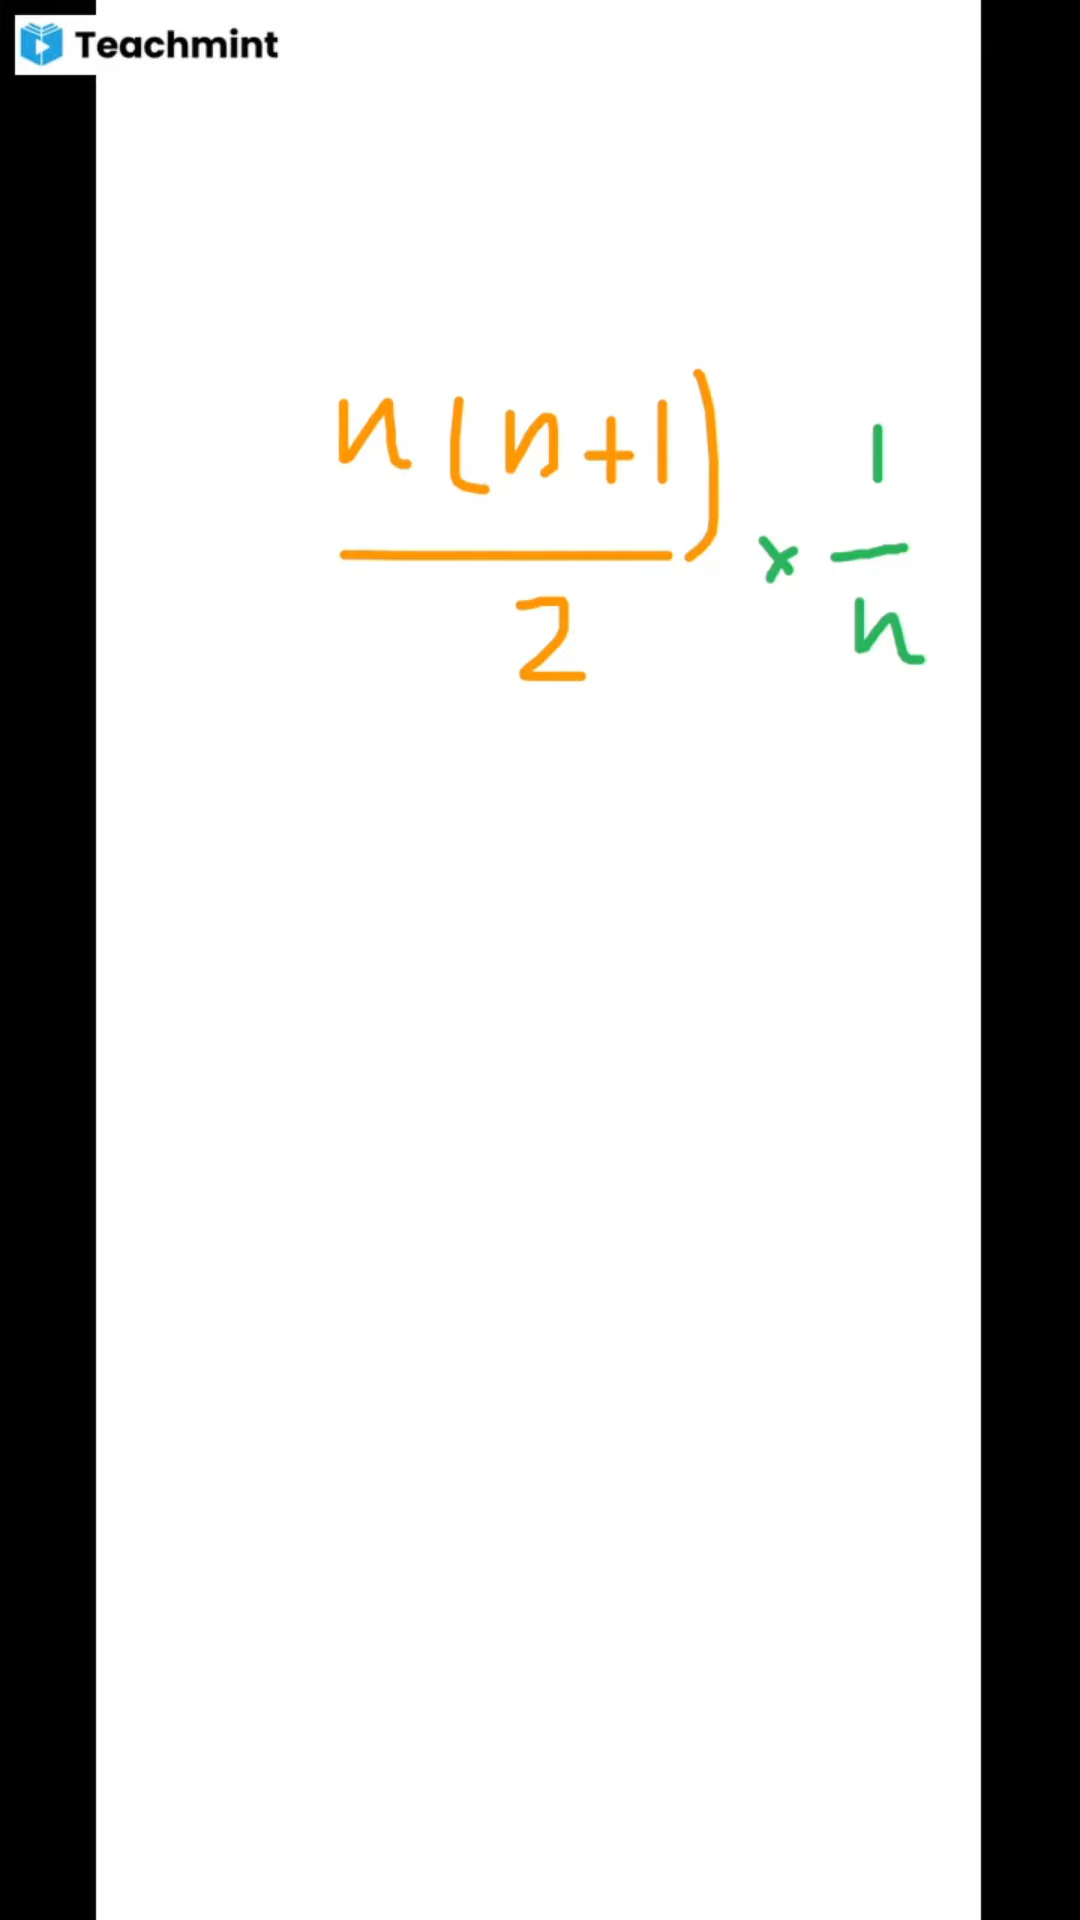 Teachmint
n(n+1)/2 × 1/n